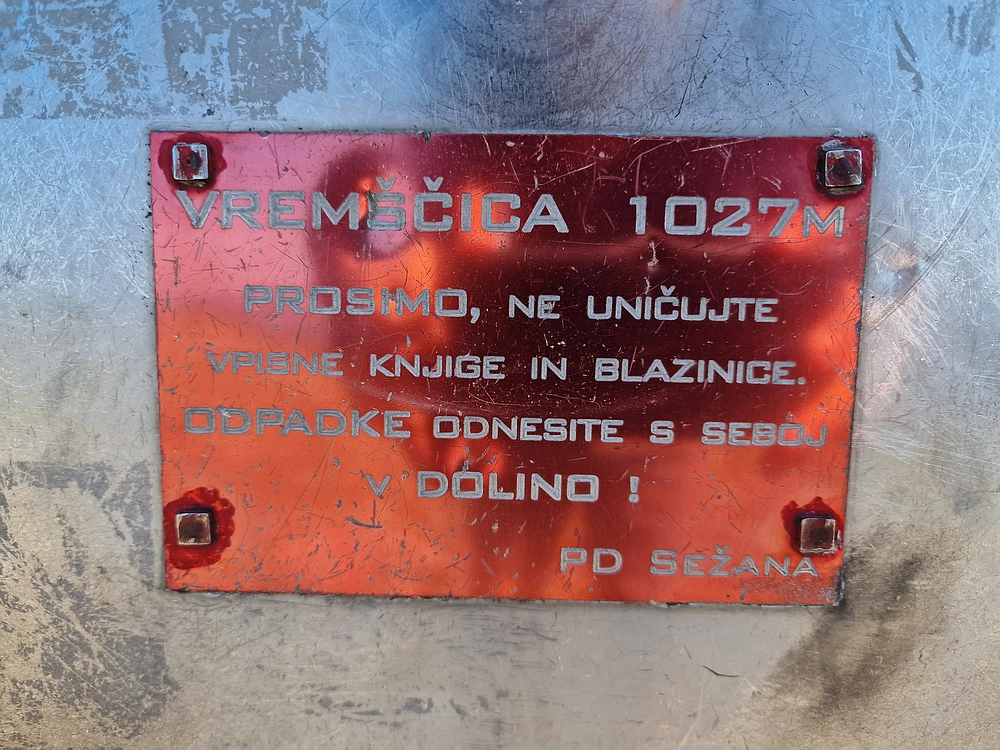 VREMŠČICA 1027M
PROSIMO, NE UNIČUJTE
VPISNE KNJIGE IN BLAZINICE.
ODPADKE ODNESITE S SEBOJ
V DOLINO !
PD SEŽANA